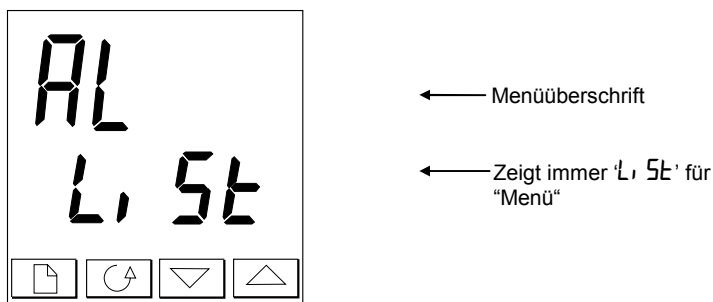 AL
Menüüberschrift
Li St
Zeigt immer ‘Li St’ für
“Menü“